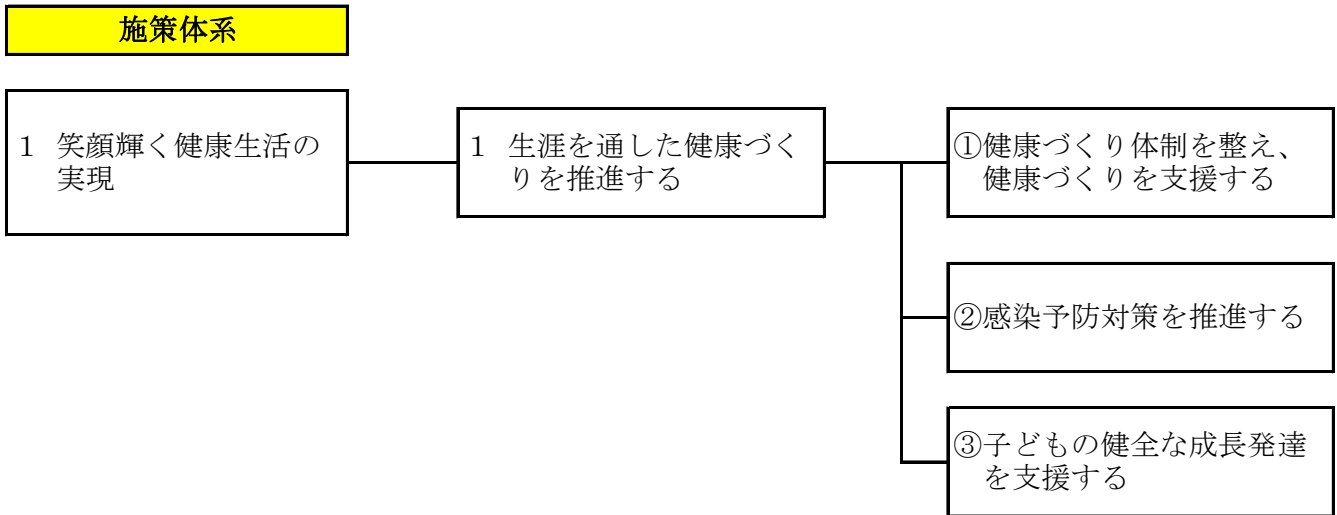 施策体系
1 笑顔輝く健康生活の
実現
1 生涯を通した健康づく
りを推進する
①健康づくり体制を整え、
健康づくりを支援する
②感染予防対策を推進する
③子どもの健全な成長発達
を支援する